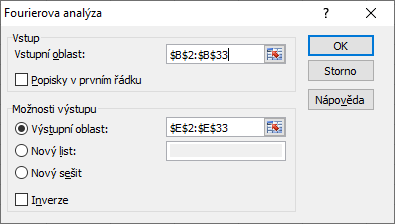 Fourierova analýza
Vstup
Vstupní oblast: $B$2:$B$33
Popisky v prvním řádku
Možnosti výstupu
Výstupní oblast: $E$2:$E$33
Nový list:
Nový sešit
Inverze
OK
Storno
Nápověda